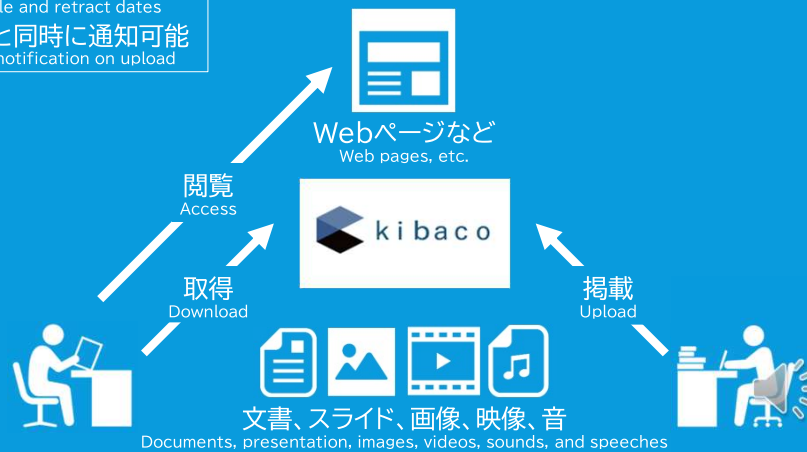 le and retract dates
と同時に通知可能
notification on upload
Webページなど
Web pages, etc.
閲覧
Access
kibaco
取得
Download
掲載
Upload
文書、スライド、画像、映像、音
Documents, presentation, images, videos, sounds, and speeches